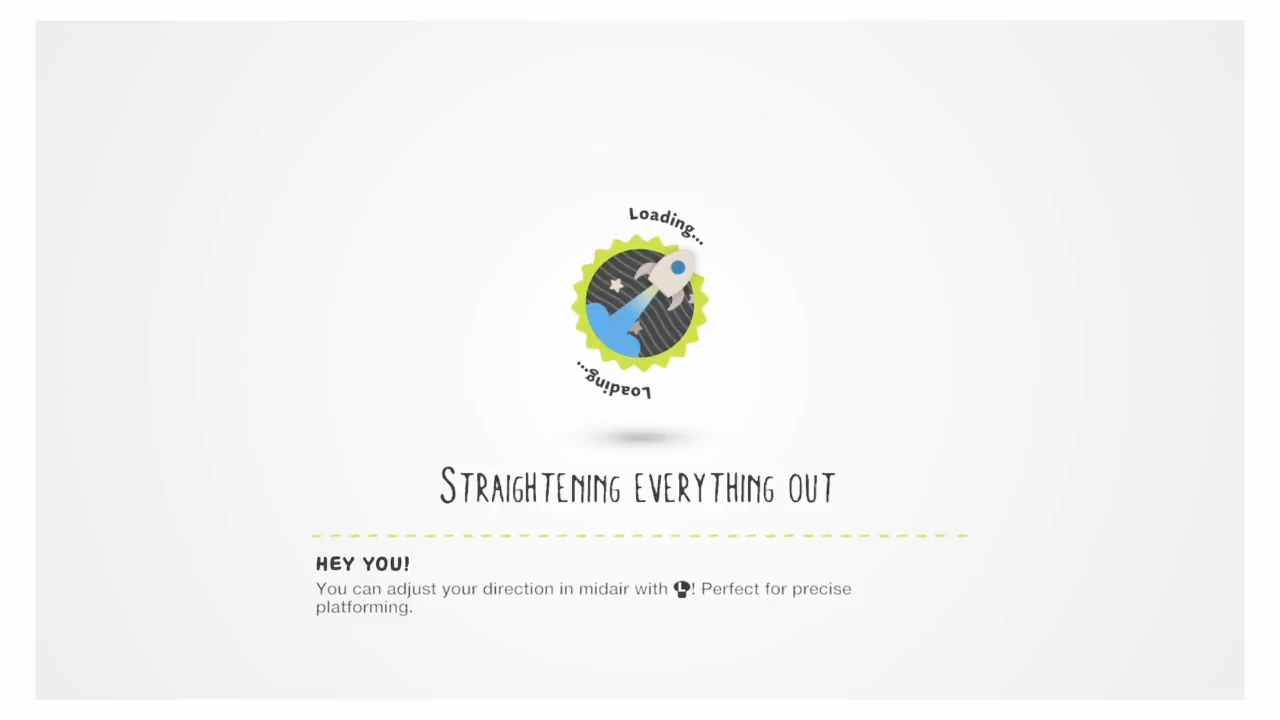 Loading...
Loading...
STRAIGHTENING EVERYTHING OUT
HEY YOU!
You can adjust your direction in midair with L! Perfect for precise
platforming.